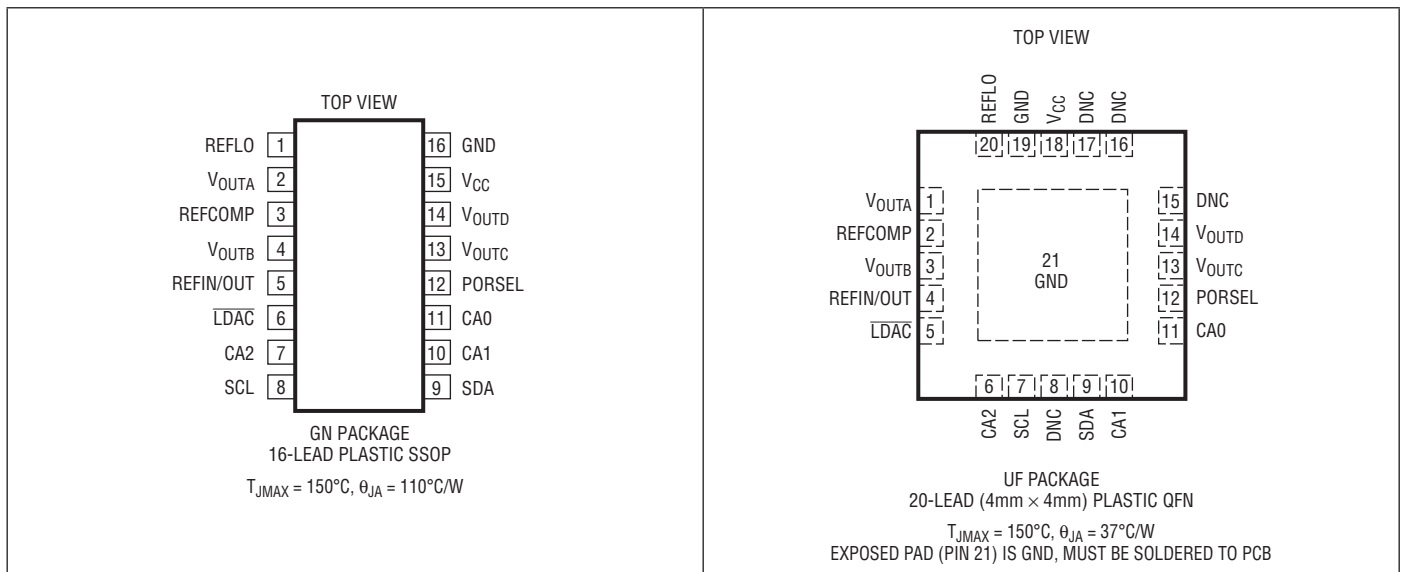 TOP VIEW
REFLO 1
VOUTA 2
REFCOMP 3
VOUTB 4
REFIN/OUT 5
LDAC 6
CA2 7
SCL 8
16 GND
15 VCC
14 VOUTD
13 VOUTC
12 PORSEL
11 CA0
10 CA1
9 SDA
GN PACKAGE
16-LEAD PLASTIC SSOP
TJMAX = 150°C, θJA = 110°C/W
TOP VIEW
REFLO GND VCC DNC DNC
20 19 18 17 16
VOUTA 1
REFCOMP 2
VOUTB 3
REFIN/OUT 4
LDAC 5
21
GND
15 DNC
14 VOUTD
13 VOUTC
12 PORSEL
11 CA0
6 7 8 9 10
CA2 SCL DNC SDA CA1
UF PACKAGE
20-LEAD (4mm × 4mm) PLASTIC QFN
TJMAX = 150°C, θJA = 37°C/W
EXPOSED PAD (PIN 21) IS GND, MUST BE SOLDERED TO PCB